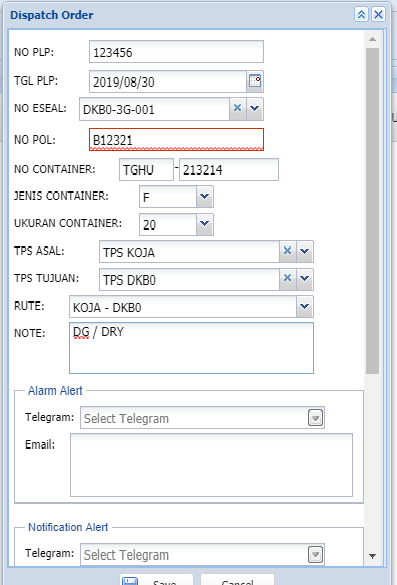 Dispatch Order
NO PLP: 123456
TGL PLP: 2019/08/30
NO ESEAL: DKB0-3G-001
NO POL: B12321
NO CONTAINER: TGHU - 213214
JENIS CONTAINER: F
UKURAN CONTAINER: 20
TPS ASAL: TPS KOJA
TPS TUJUAN: TPS DKB0
RUTE: KOJA - DKB0
NOTE: DG / DRY
Alarm Alert
Telegram: Select Telegram
Email:
Notification Alert
Telegram: Select Telegram
Save Cancel